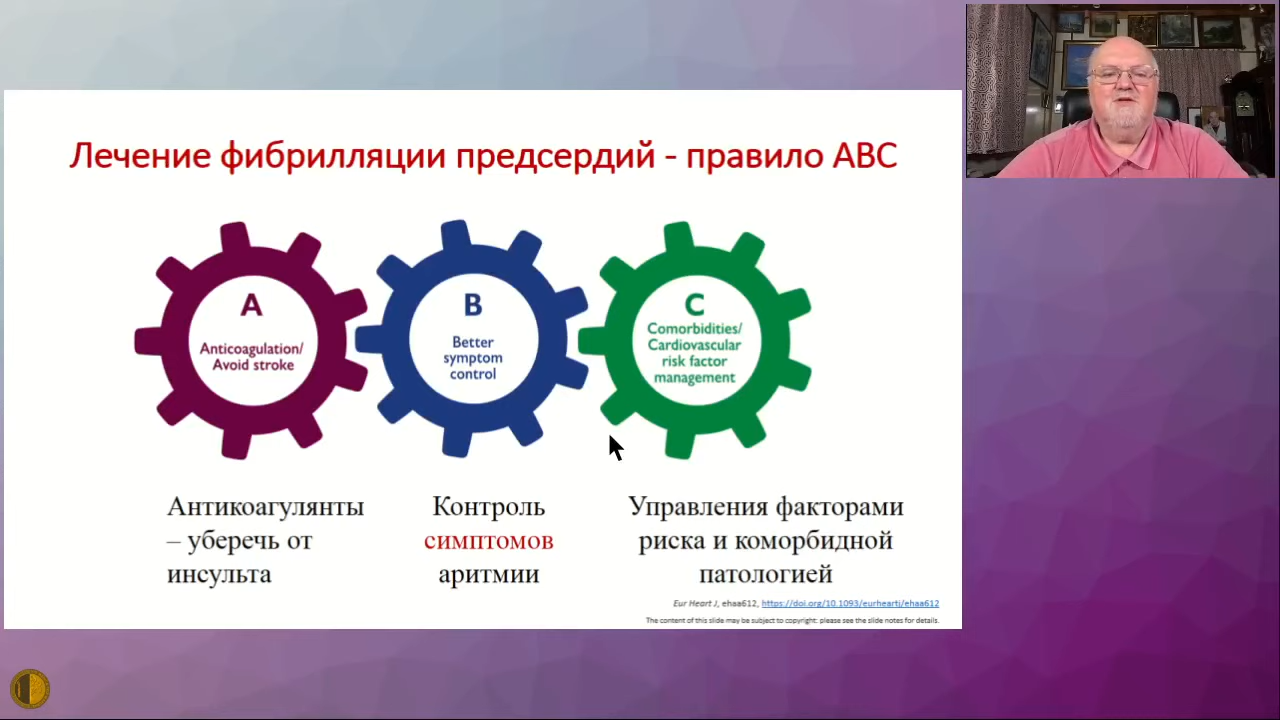 Лечение фибрилляции предсердий - правило ABC
A
Anticoagulation/
Avoid stroke
B
Better
symptom
control
C
Comorbidities/
Cardiovascular
risk factor
management
Антикоагулянты
– уберечь от
инсульта
Контроль
симптомов
аритмии
Управления факторами
риска и коморбидной
патологией
Eur Heart J, ehaa612, https://doi.org/10.1093/eurheartj/ehaa612
The content of this slide may be subject to copyright: please see the slide notes for details.